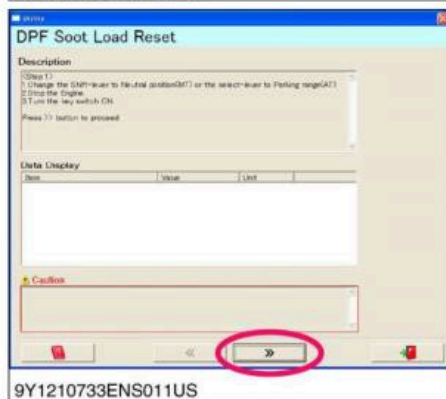 Utility
DPF Soot Load Reset
Description
<Step 1>
1.Change the Shift-lever to Neutral position(MT) or the select-lever to Parking range(AT)
2.Stop the Engine.
3.Turn the key switch ON.
Press >> button to proceed
Data Display
Item Value Unit
Caution
<< >>
9Y1210733ENS011US